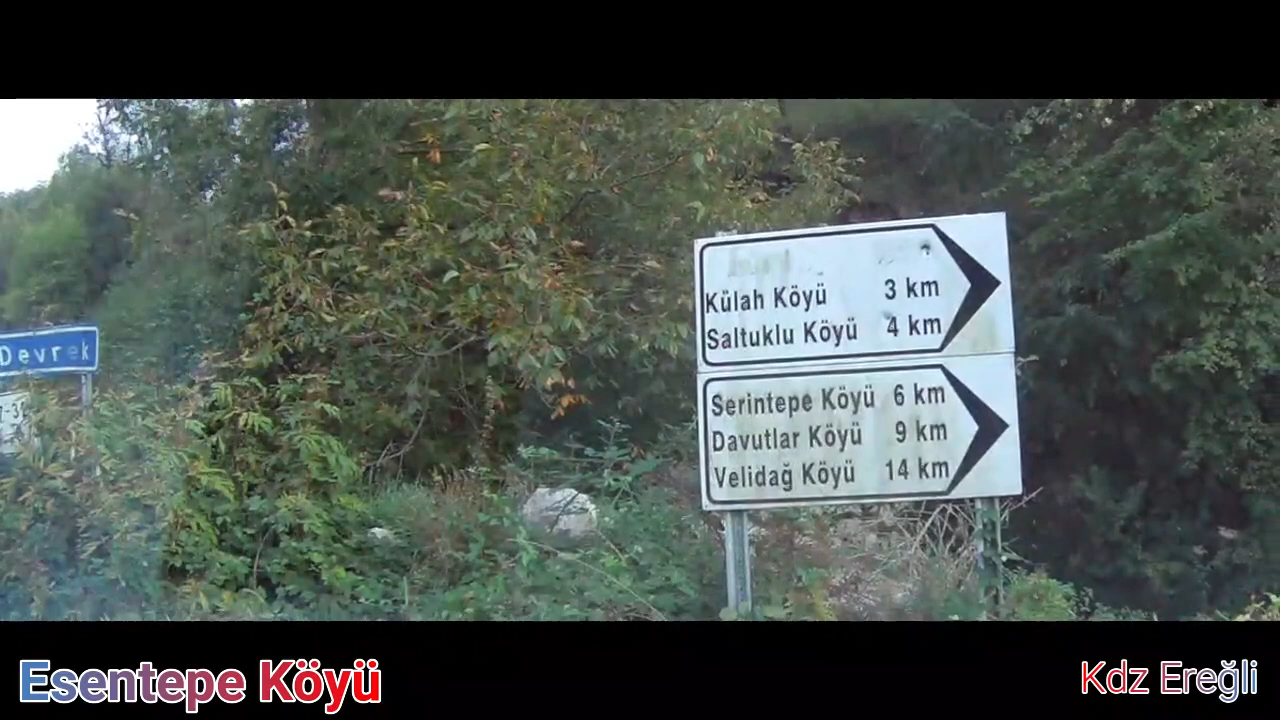 Devrek
Külah Köyü 3 km
Saltuklu Köyü 4 km
Serintepe Köyü 6 km
Davutlar Köyü 9 km
Velidağ Köyü 14 km
Esentepe Köyü
Kdz Ereğli